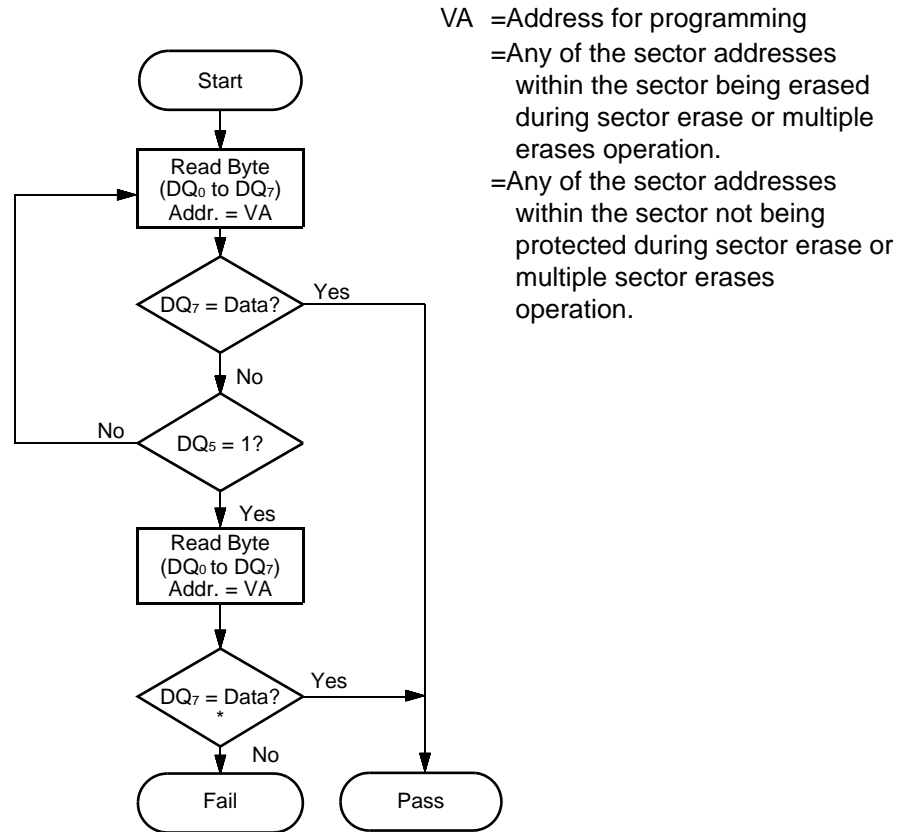 VA =Address for programming
=Any of the sector addresses
within the sector being erased
during sector erase or multiple
erases operation.
=Any of the sector addresses
within the sector not being
protected during sector erase or
multiple sector erases
operation.
Start
Read Byte
(DQ₀ to DQ₇)
Addr. = VA
DQ₇ = Data?
Yes
No
DQ₅ = 1?
No
Yes
Read Byte
(DQ₀ to DQ₇)
Addr. = VA
DQ₇ = Data?
*
Yes
No
Fail
Pass